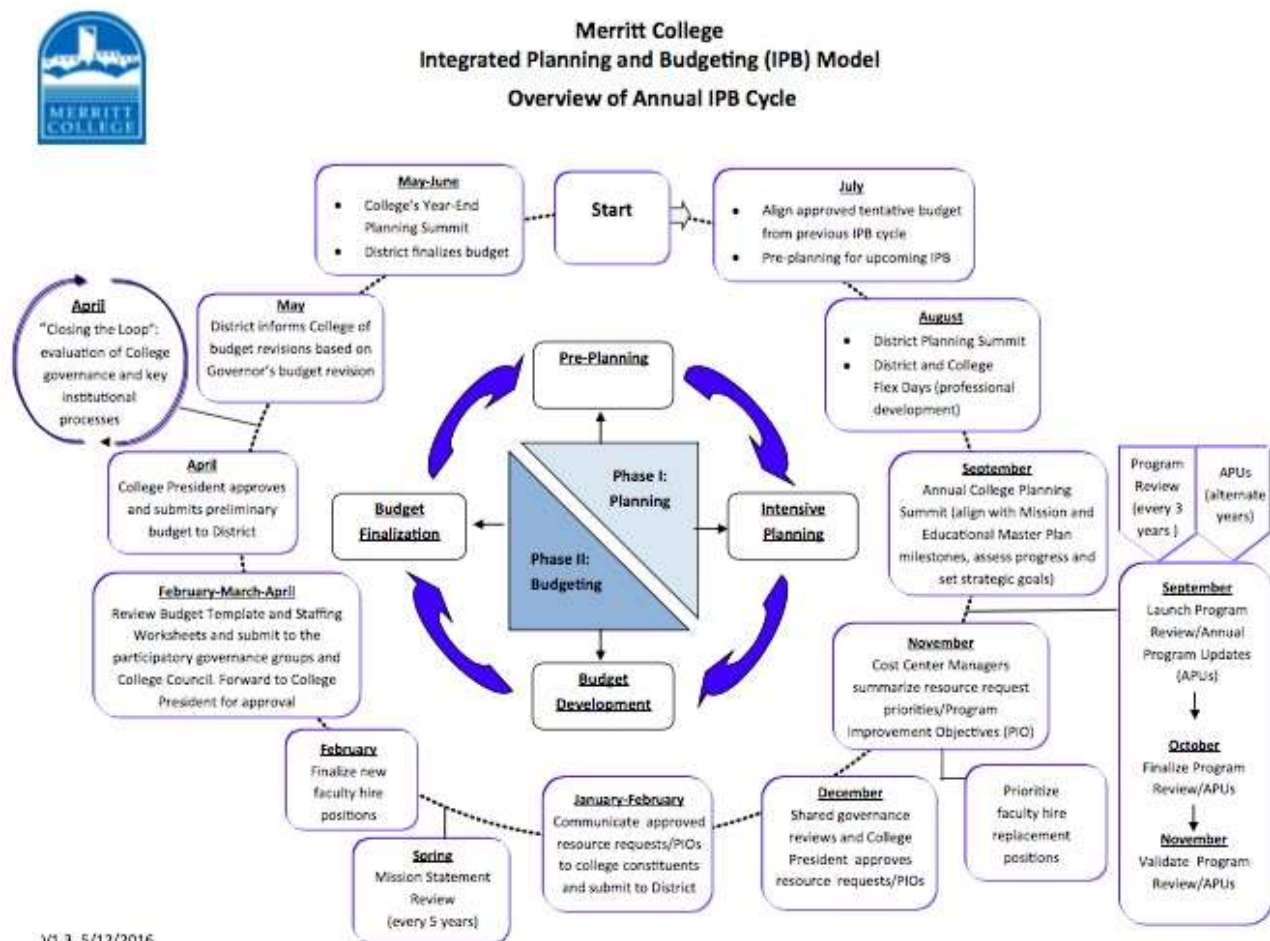 MERRITT
COLLEGE
Merritt College
Integrated Planning and Budgeting (IPB) Model
Overview of Annual IPB Cycle
Start
July
• Align approved tentative budget
from previous IPB cycle
• Pre-planning for upcoming IPB
August
• District Planning Summit
• District and College
Flex Days (professional
development)
September
Annual College Planning
Summit (align with Mission and
Educational Master Plan
milestones, assess progress and
set strategic goals)
Program
Review
(every 3
years )
APUs
(alternate
years)
September
Launch Program
Review/Annual
Program Updates
(APUs)
October
Finalize Program
Review/APUs
November
Validate Program
Review/APUs
November
Cost Center Managers
summarize resource request
priorities/Program
Improvement Objectives (PIO)
Prioritize
faculty hire
replacement
positions
December
Shared governance
reviews and College
President approves
resource requests/PIOs
January-February
Communicate approved
resource requests/PIOs
to college constituents
and submit to District
Spring
Mission Statement
Review
(every 5 years)
February
Finalize new
faculty hire
positions
February-March-April
Review Budget Template and Staffing
Worksheets and submit to the
participatory governance groups and
College Council. Forward to College
President for approval
April
College President approves
and submits preliminary
budget to District
April
"Closing the Loop":
evaluation of College
governance and key
institutional
processes
May
District informs College of
budget revisions based on
Governor's budget revision
May-June
• College's Year-End
Planning Summit
• District finalizes budget
Pre-Planning
Phase I:
Planning
Intensive
Planning
Budget
Finalization
Phase II:
Budgeting
Budget
Development
V1.3, 5/12/2016